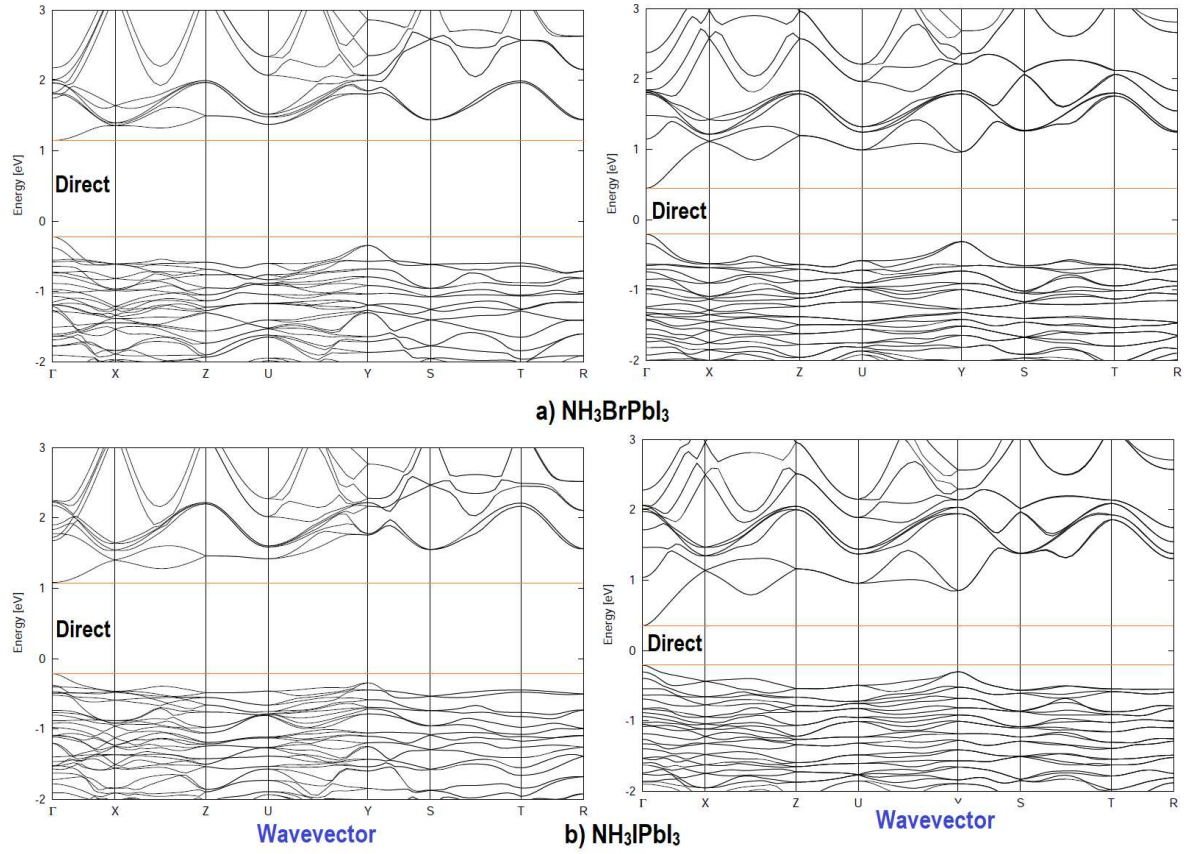 3
2
1
0
-1
-2
Energy [eV]
Direct
Γ X Z U Y S T R
3
2
1
0
-1
-2
Energy [eV]
Direct
Γ X Z U Y S T R
a) NH₃BrPbI₃
3
2
1
0
-1
-2
Energy [eV]
Direct
Γ X Z U Y S T R
Wavevector
3
2
1
0
-1
-2
Energy [eV]
Direct
Γ X Z U Y S T R
Wavevector
b) NH₃IPbI₃